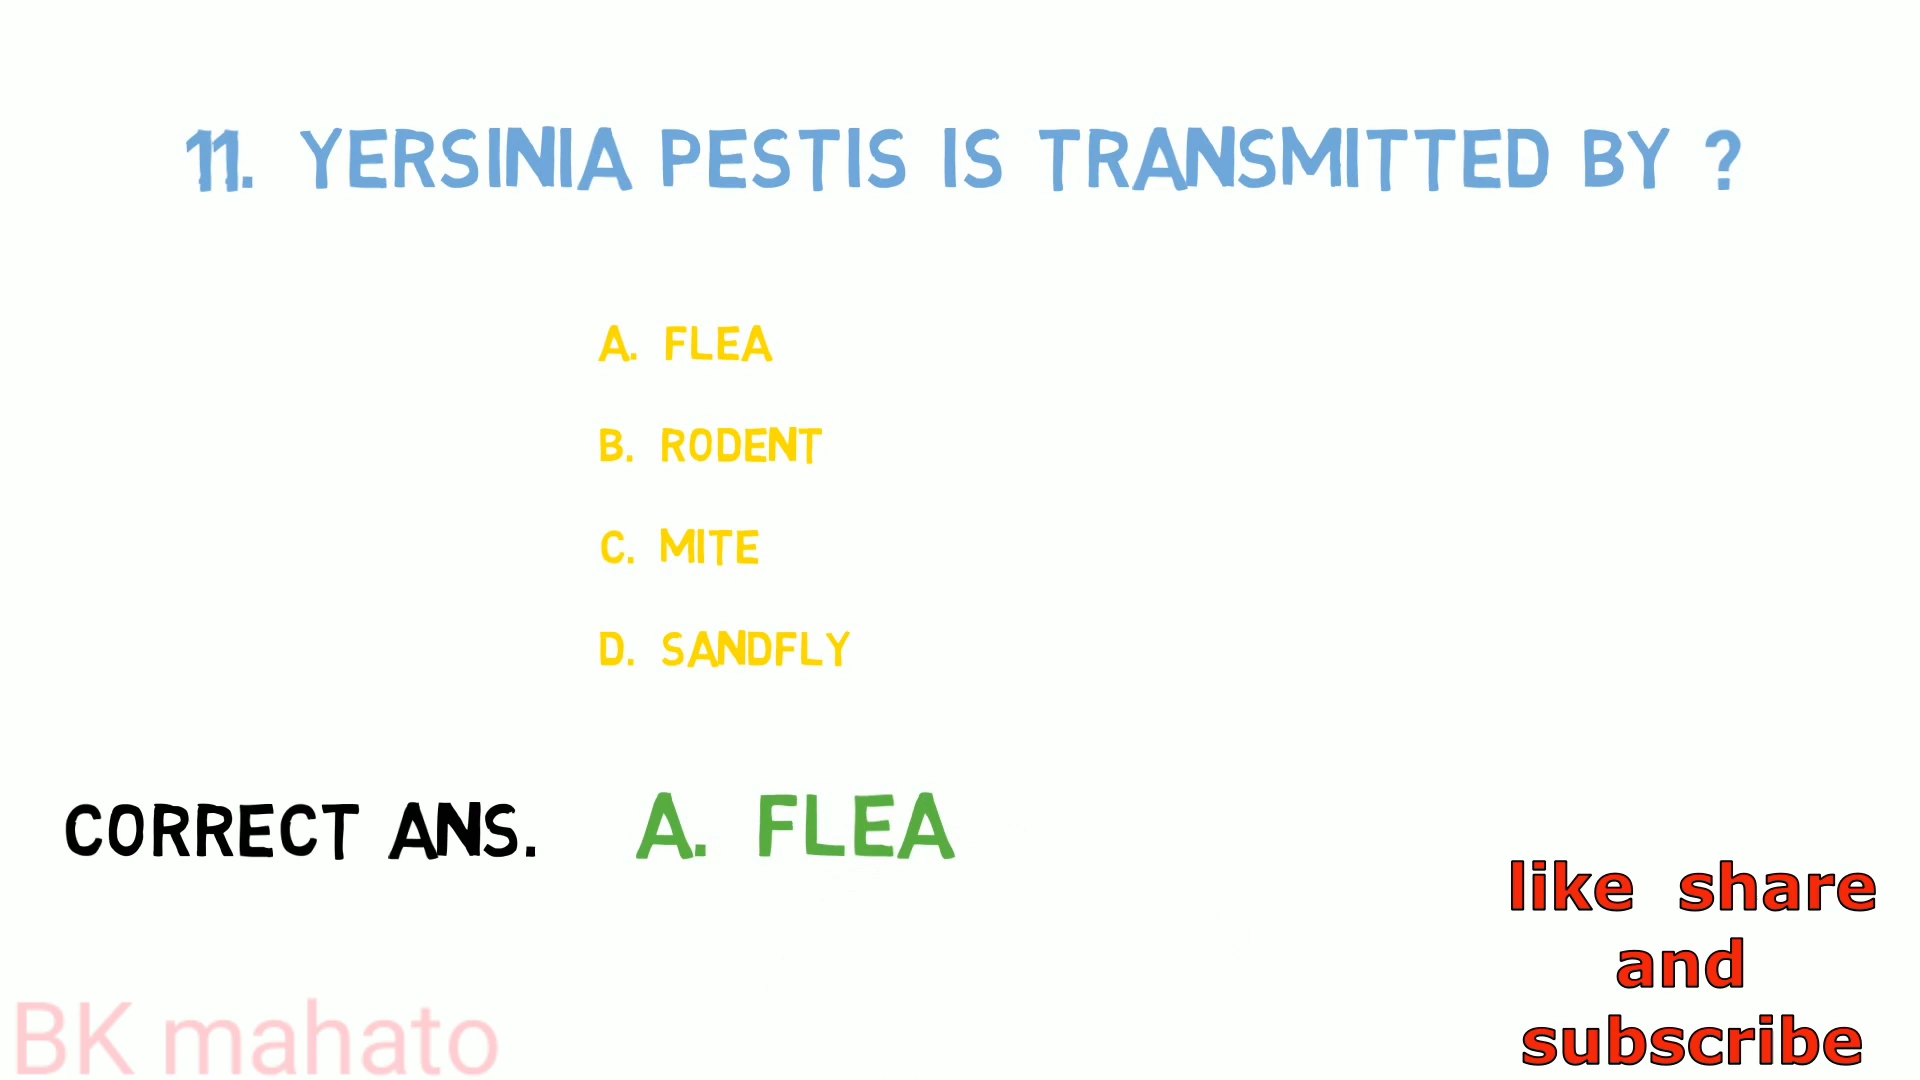 11. YERSINIA PESTIS IS TRANSMITTED BY ?
A. FLEA
B. RODENT
C. MITE
D. SANDFLY
CORRECT ANS. A. FLEA
like share
and
subscribe
BK mahato